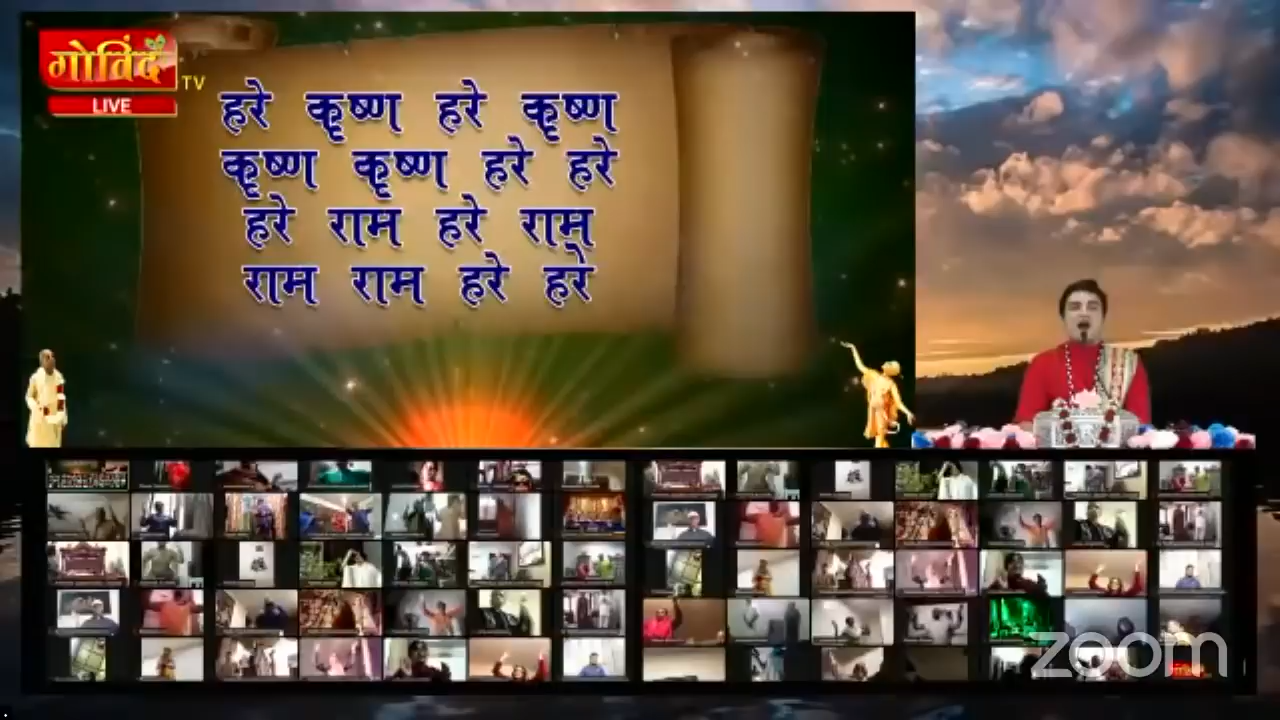 गोविंद
TV
LIVE
हरे कृष्ण हरे कृष्ण
कृष्ण कृष्ण हरे हरे
हरे राम हरे राम
राम राम हरे हरे
zoom